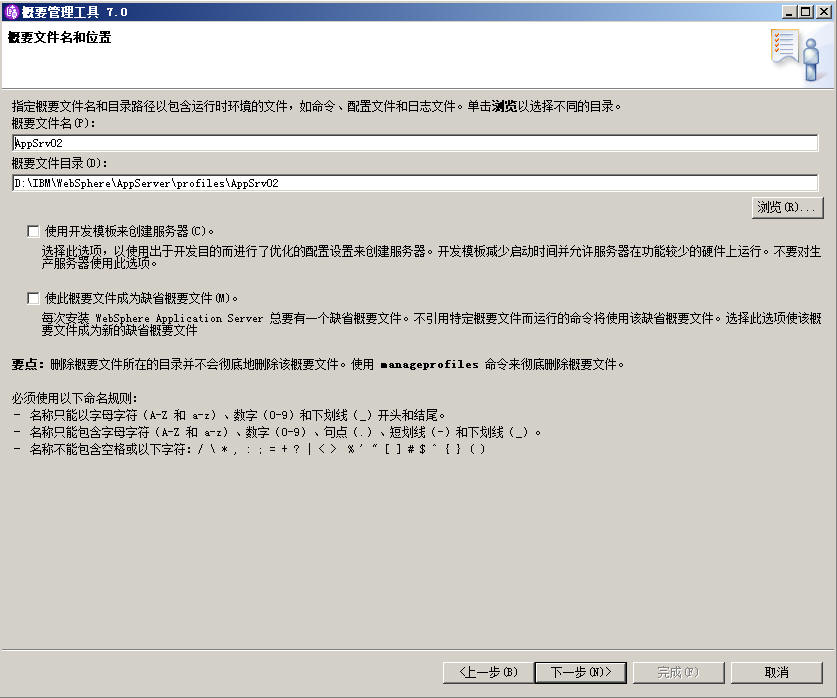 概要管理工具 7.0
概要文件名和位置
指定概要文件名和目录路径以包含运行时环境的文件，如命令、配置文件和日志文件。单击浏览以选择不同的目录。
概要文件名(P)：
AppSrv02
概要文件目录(D)：
D:\IBM\WebSphere\AppServer\profiles\AppSrv02
浏览(R)...
使用开发模板来创建服务器(C)。
选择此选项，以使用出于开发目的而进行了优化的配置设置来创建服务器。开发模板减少启动时间并允许服务器在功能较少的硬件上运行。不要对生
产服务器使用此选项。
使此概要文件成为缺省概要文件(M)。
每次安装 WebSphere Application Server 总要有一个缺省概要文件。不引用特定概要文件而运行的命令将使用该缺省概要文件。选择此选项使该概
要文件成为新的缺省概要文件
要点：删除概要文件所在的目录并不会彻底地删除该概要文件。使用 manageprofiles 命令来彻底删除概要文件。
必须使用以下命名规则：
- 名称只能以字母字符（A-Z 和 a-z）、数字（0-9）和下划线（_）开头和结尾。
- 名称只能包含字母字符（A-Z 和 a-z）、数字（0-9）、句点（.）、短划线（-）和下划线（_）。
- 名称不能包含空格或以下字符：/ \ * , : ; = + ? | < > % ' " [ ] # $ ^ { } ( )
<上一步(B)
下一步(N)>
完成(F)
取消